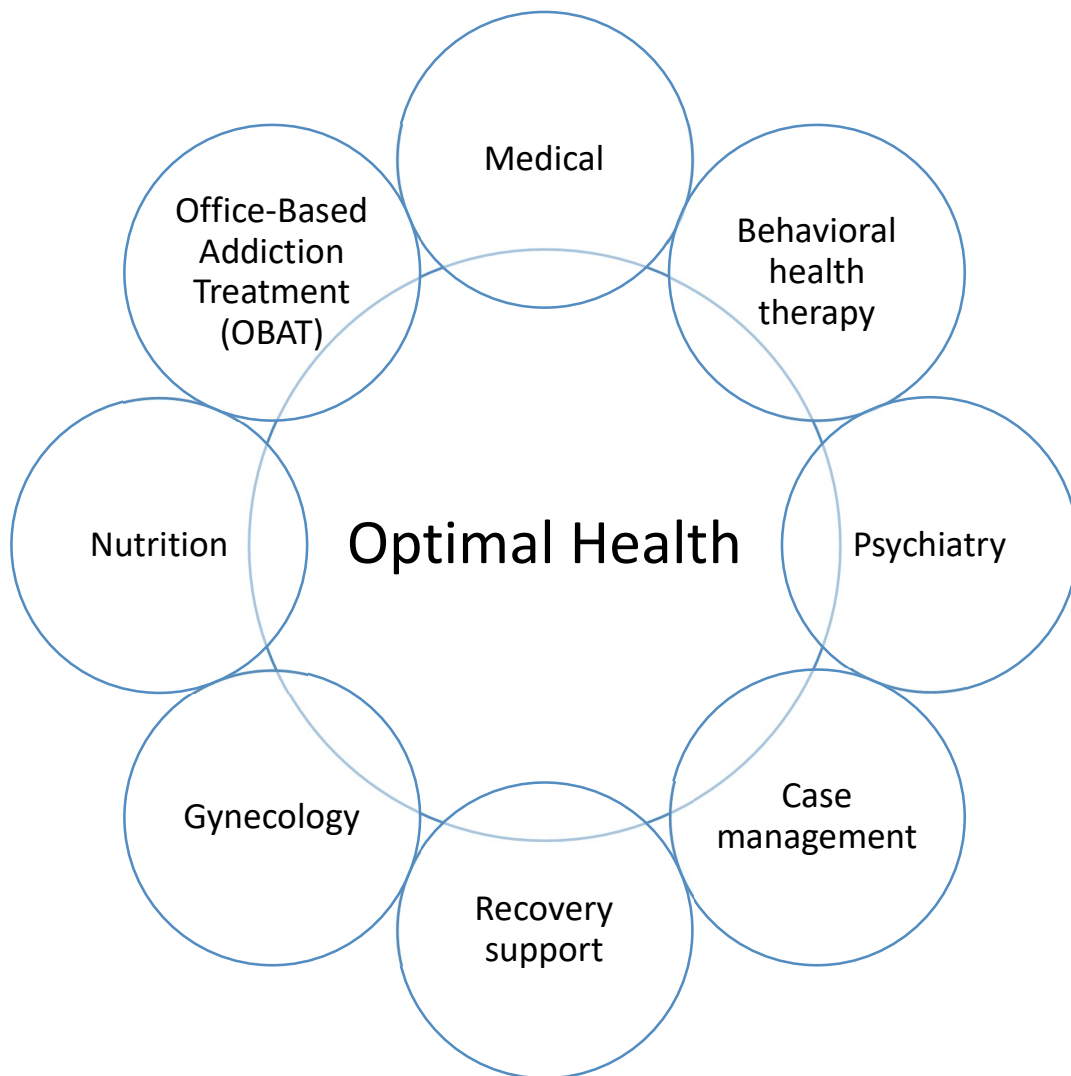 Medical
Office-Based
Addiction
Treatment
(OBAT)
Behavioral
health
therapy
Nutrition
Optimal Health
Psychiatry
Gynecology
Case
management
Recovery
support